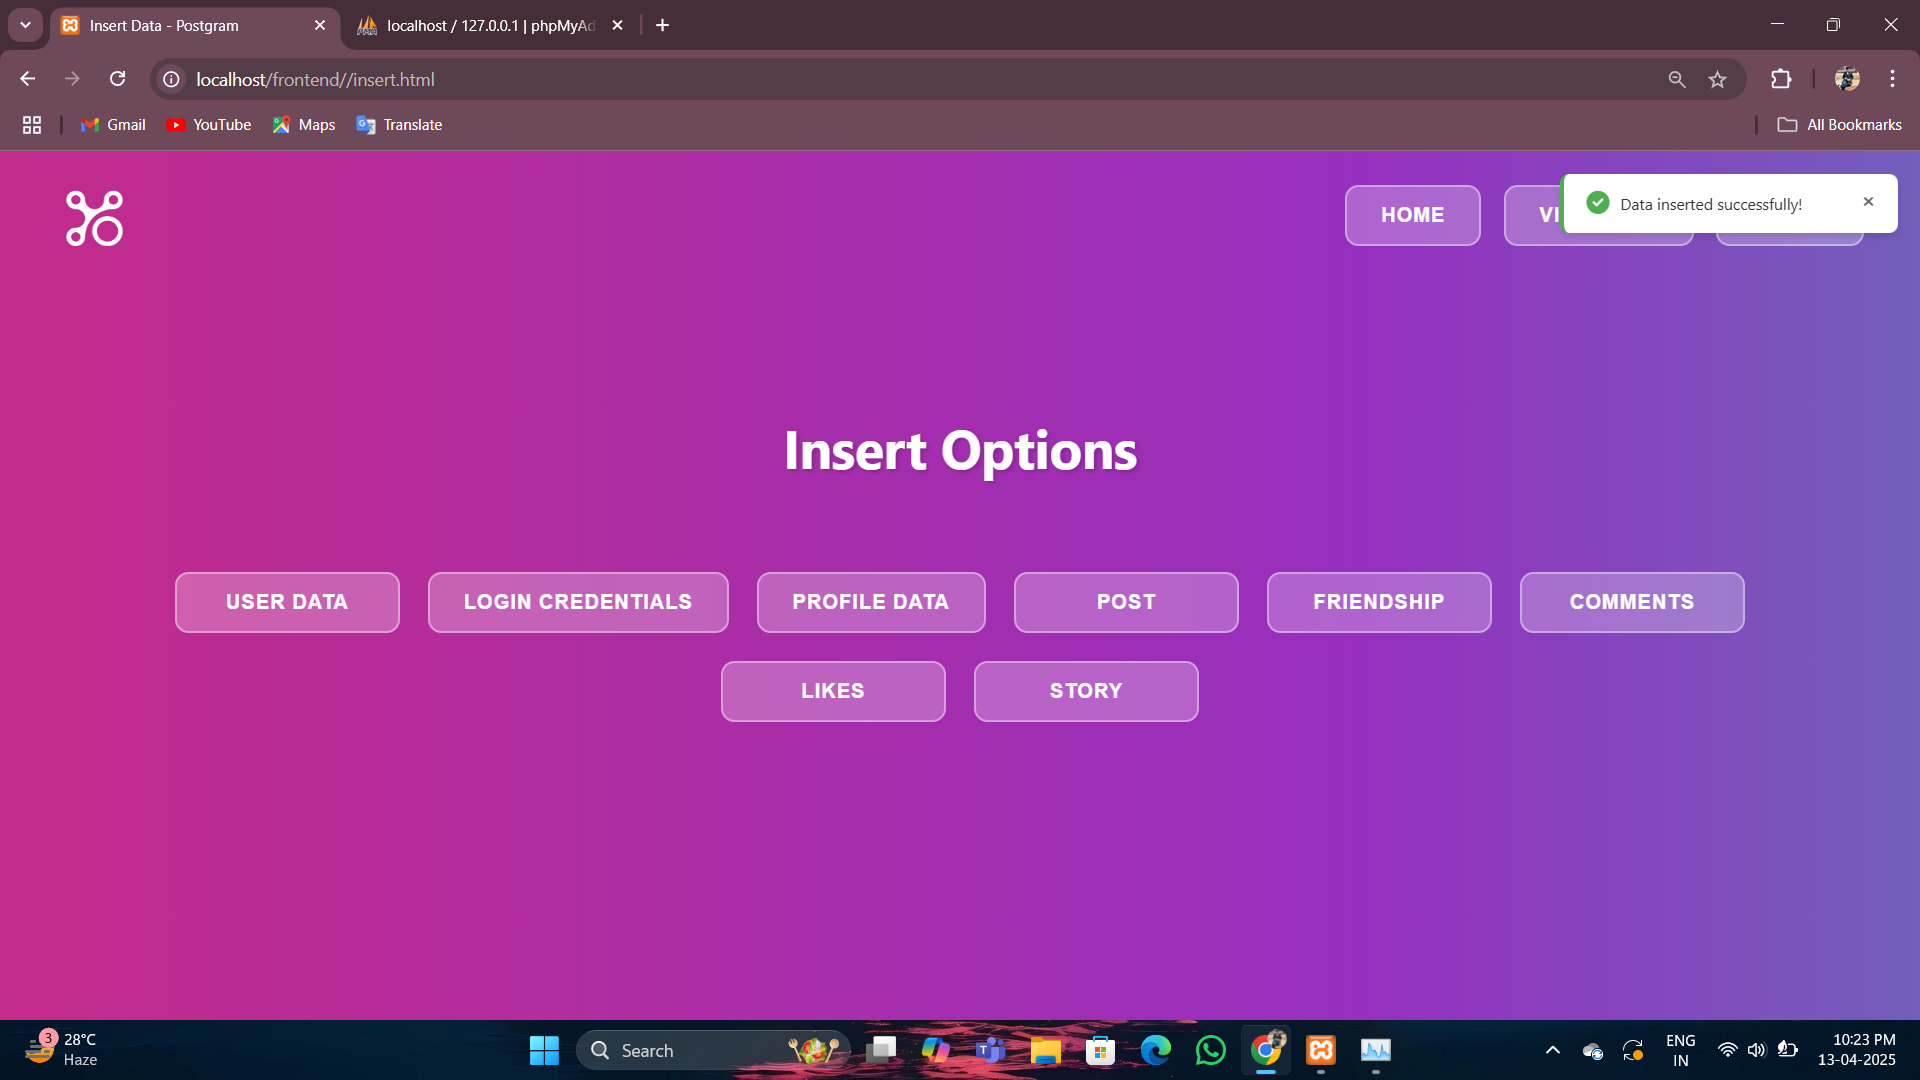 Insert Data - Postgram
localhost / 127.0.0.1 | phpMyAd
localhost/frontend//insert.html
Gmail YouTube Maps Translate All Bookmarks
HOME
VI
Data inserted successfully!
Insert Options
USER DATA LOGIN CREDENTIALS PROFILE DATA POST FRIENDSHIP COMMENTS
LIKES STORY
3
28°C
Haze
Search
ENG
IN
10:23 PM
13-04-2025